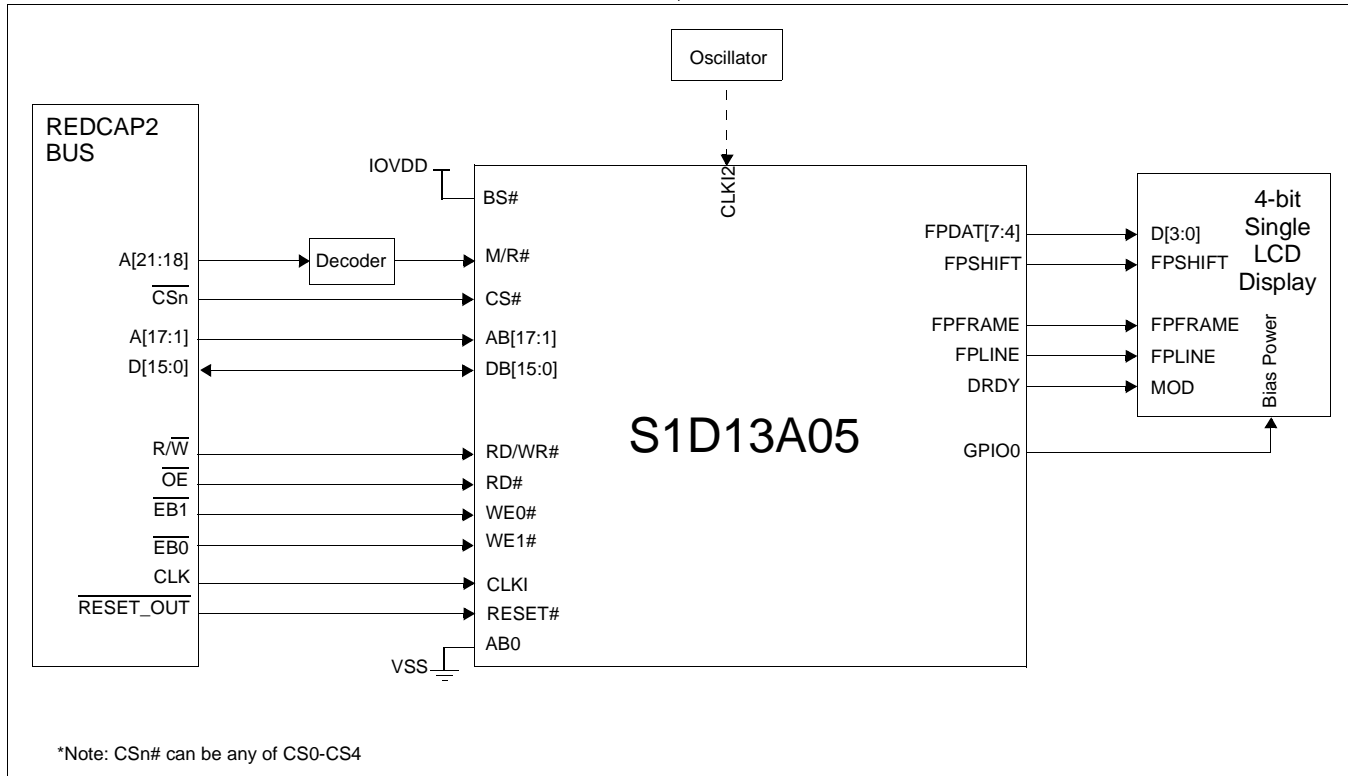 Oscillator
REDCAP2
BUS
IOVDD
BS#
CLKI2
4-bit
Single
LCD
Display
A[21:18]
Decoder
M/R#
FPDAT[7:4]
D[3:0]
FPSHIFT
FPSHIFT
CSn
CS#
A[17:1]
AB[17:1]
FPFRAME
FPFRAME
D[15:0]
DB[15:0]
FPLINE
FPLINE
DRDY
MOD
Bias Power
S1D13A05
R/W
RD/WR#
GPIO0
OE
RD#
EB1
WE0#
EB0
WE1#
CLK
CLKI
RESET_OUT
RESET#
AB0
VSS
*Note: CSn# can be any of CS0-CS4